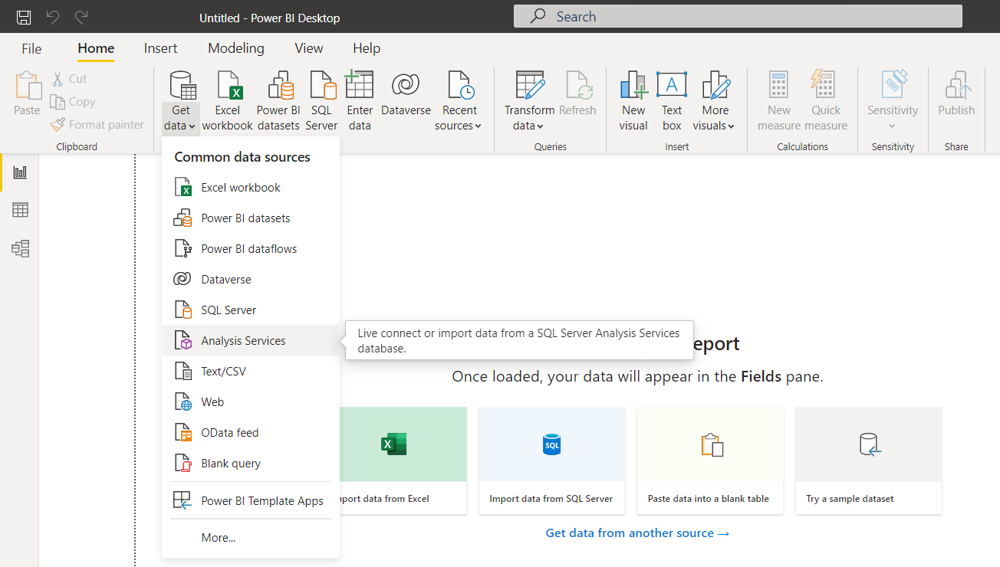 Untitled - Power BI Desktop
Search
File Home Insert Modeling View Help
Paste
Cut
Copy
Format painter
Clipboard
Get data
Excel workbook
Power BI datasets
SQL Server
Enter data
Dataverse
Recent sources
Transform data
Refresh
Queries
New visual
Text box
More visuals
Insert
New measure
Quick measure
Calculations
Sensitivity
Sensitivity
Publish
Share
Common data sources
Excel workbook
Power BI datasets
Power BI dataflows
Dataverse
SQL Server
Analysis Services
Text/CSV
Web
OData feed
Blank query
Power BI Template Apps
More...
Live connect or import data from a SQL Server Analysis Services
database.
eport
Once loaded, your data will appear in the Fields pane.
SQL
mport data from Excel
Import data from SQL Server
Paste data into a blank table
Try a sample dataset
Get data from another source →